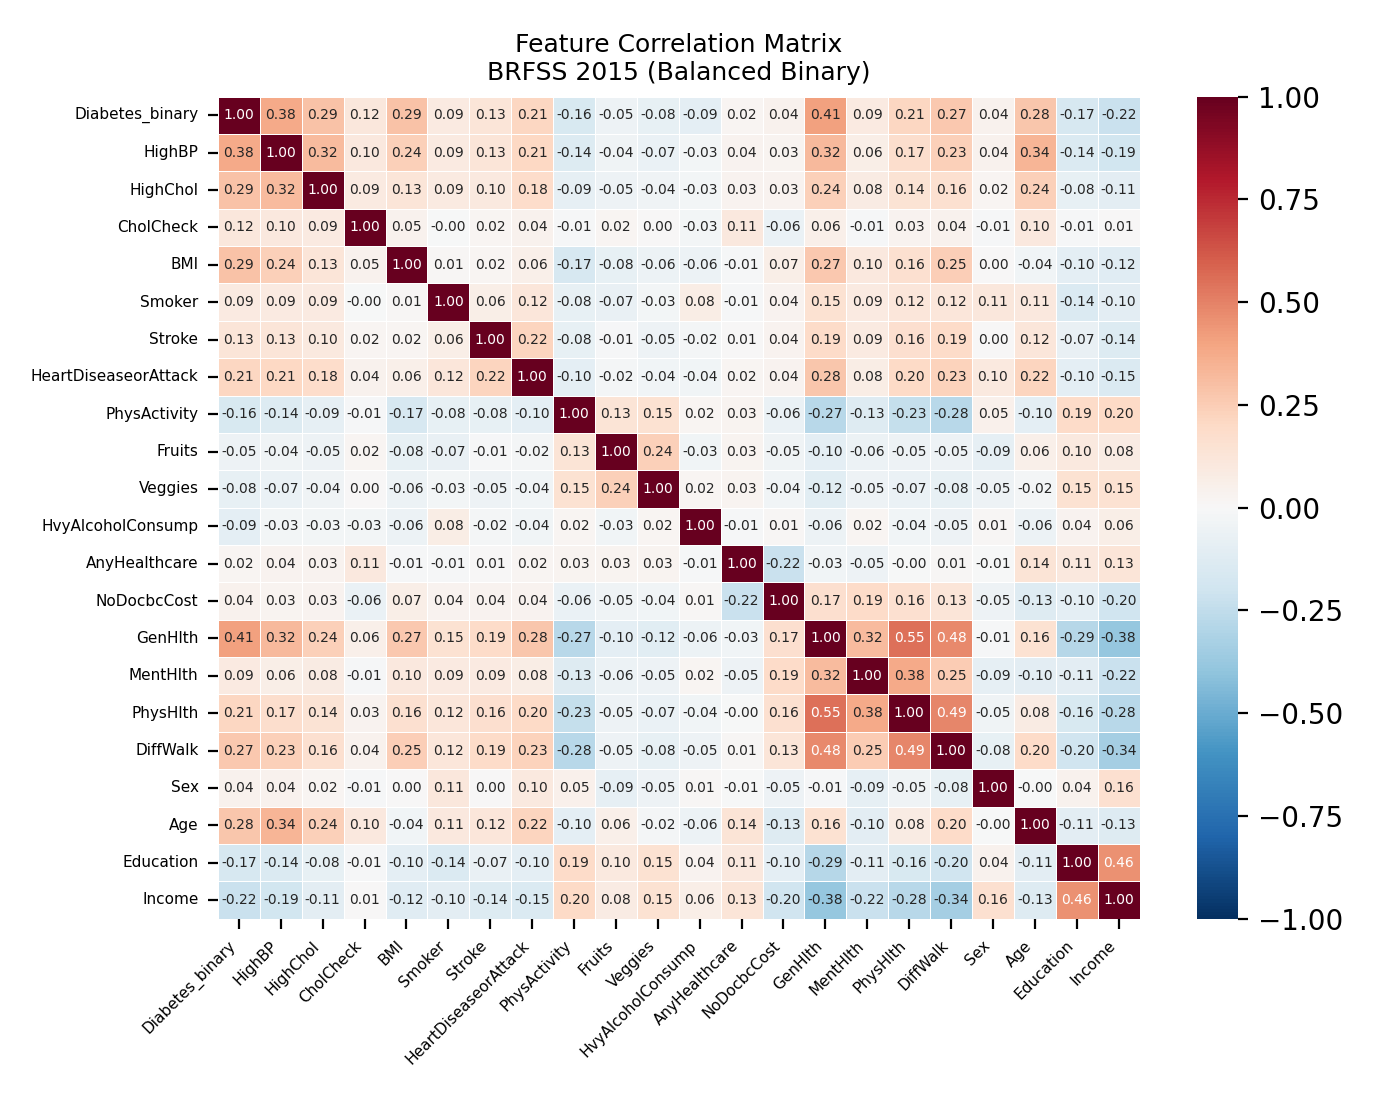 Feature Correlation Matrix
BRFSS 2015 (Balanced Binary)
Diabetes_binary 1.00 0.38 0.29 0.12 0.29 0.09 0.13 0.21 -0.16 -0.05 -0.08 -0.09 0.02 0.04 0.41 0.09 0.21 0.27 0.04 0.28 -0.17 -0.22
HighBP 0.38 1.00 0.32 0.10 0.24 0.09 0.13 0.21 -0.14 -0.04 -0.07 -0.03 0.04 0.03 0.32 0.06 0.17 0.23 0.04 0.34 -0.14 -0.19
HighChol 0.29 0.32 1.00 0.09 0.13 0.09 0.10 0.18 -0.09 -0.05 -0.04 -0.03 0.03 0.03 0.24 0.08 0.14 0.16 0.02 0.24 -0.08 -0.11
CholCheck 0.12 0.10 0.09 1.00 0.05 -0.00 0.02 0.04 -0.01 0.02 0.00 -0.03 0.11 -0.06 0.06 -0.01 0.03 0.04 -0.01 0.10 -0.01 0.01
BMI 0.29 0.24 0.13 0.05 1.00 0.01 0.02 0.06 -0.17 -0.08 -0.06 -0.06 -0.01 0.07 0.27 0.10 0.16 0.25 0.00 -0.04 -0.10 -0.12
Smoker 0.09 0.09 0.09 -0.00 0.01 1.00 0.06 0.12 -0.08 -0.07 -0.03 0.08 -0.01 0.04 0.15 0.09 0.12 0.12 0.11 0.11 -0.14 -0.10
Stroke 0.13 0.13 0.10 0.02 0.02 0.06 1.00 0.22 -0.08 -0.01 -0.05 -0.02 0.01 0.04 0.19 0.09 0.16 0.19 0.00 0.12 -0.07 -0.14
HeartDiseaseorAttack 0.21 0.21 0.18 0.04 0.06 0.12 0.22 1.00 -0.10 -0.02 -0.04 -0.04 0.02 0.04 0.28 0.08 0.20 0.23 0.10 0.22 -0.10 -0.15
PhysActivity -0.16 -0.14 -0.09 -0.01 -0.17 -0.08 -0.08 -0.10 1.00 0.13 0.15 0.02 0.03 -0.06 -0.27 -0.13 -0.23 -0.28 0.05 -0.10 0.19 0.20
Fruits -0.05 -0.04 -0.05 0.02 -0.08 -0.07 -0.01 -0.02 0.13 1.00 0.24 -0.03 0.03 -0.05 -0.10 -0.06 -0.05 -0.05 -0.09 0.06 0.10 0.08
Veggies -0.08 -0.07 -0.04 0.00 -0.06 -0.03 -0.05 -0.04 0.15 0.24 1.00 0.02 0.03 -0.04 -0.12 -0.05 -0.07 -0.08 -0.05 -0.02 0.15 0.15
HvyAlcoholConsump -0.09 -0.03 -0.03 -0.03 -0.06 0.08 -0.02 -0.04 0.02 -0.03 0.02 1.00 -0.01 0.01 -0.06 0.02 -0.04 -0.05 0.01 -0.06 0.04 0.06
AnyHealthcare 0.02 0.04 0.03 0.11 -0.01 -0.01 0.01 0.02 0.03 0.03 0.03 -0.01 1.00 -0.22 -0.03 -0.05 -0.00 0.01 -0.01 0.14 0.11 0.13
NoDocbcCost 0.04 0.03 0.03 -0.06 0.07 0.04 0.04 0.04 -0.06 -0.05 -0.04 0.01 -0.22 1.00 0.17 0.19 0.16 0.13 -0.05 -0.13 -0.10 -0.20
GenHlth 0.41 0.32 0.24 0.06 0.27 0.15 0.19 0.28 -0.27 -0.10 -0.12 -0.06 -0.03 0.17 1.00 0.32 0.55 0.48 -0.01 0.16 -0.29 -0.38
MentHlth 0.09 0.06 0.08 -0.01 0.10 0.09 0.09 0.08 -0.13 -0.06 -0.05 0.02 -0.05 0.19 0.32 1.00 0.38 0.25 -0.09 -0.10 -0.11 -0.22
PhysHlth 0.21 0.17 0.14 0.03 0.16 0.12 0.16 0.20 -0.23 -0.05 -0.07 -0.04 -0.00 0.16 0.55 0.38 1.00 0.49 -0.05 0.08 -0.16 -0.28
DiffWalk 0.27 0.23 0.16 0.04 0.25 0.12 0.19 0.23 -0.28 -0.05 -0.08 -0.05 0.01 0.13 0.48 0.25 0.49 1.00 -0.08 0.20 -0.20 -0.34
Sex 0.04 0.04 0.02 -0.01 0.00 0.11 0.00 0.10 0.05 -0.09 -0.05 0.01 -0.01 -0.05 -0.01 -0.09 -0.05 -0.08 1.00 -0.00 0.04 0.16
Age 0.28 0.34 0.24 0.10 -0.04 0.11 0.12 0.22 -0.10 0.06 -0.02 -0.06 0.14 -0.13 0.16 -0.10 0.08 0.20 -0.00 1.00 -0.11 -0.13
Education -0.17 -0.14 -0.08 -0.01 -0.10 -0.14 -0.07 -0.10 0.19 0.10 0.15 0.04 0.11 -0.10 -0.29 -0.11 -0.16 -0.20 0.04 -0.11 1.00 0.46
Income -0.22 -0.19 -0.11 0.01 -0.12 -0.10 -0.14 -0.15 0.20 0.08 0.15 0.06 0.13 -0.20 -0.38 -0.22 -0.28 -0.34 0.16 -0.13 0.46 1.00
Diabetes_binary
HighBP
HighChol
CholCheck
BMI
Smoker
Stroke
HeartDiseaseorAttack
PhysActivity
Fruits
Veggies
HvyAlcoholConsump
AnyHealthcare
NoDocbcCost
GenHlth
MentHlth
PhysHlth
DiffWalk
Sex
Age
Education
Income
1.00
0.75
0.50
0.25
0.00
−0.25
−0.50
−0.75
−1.00